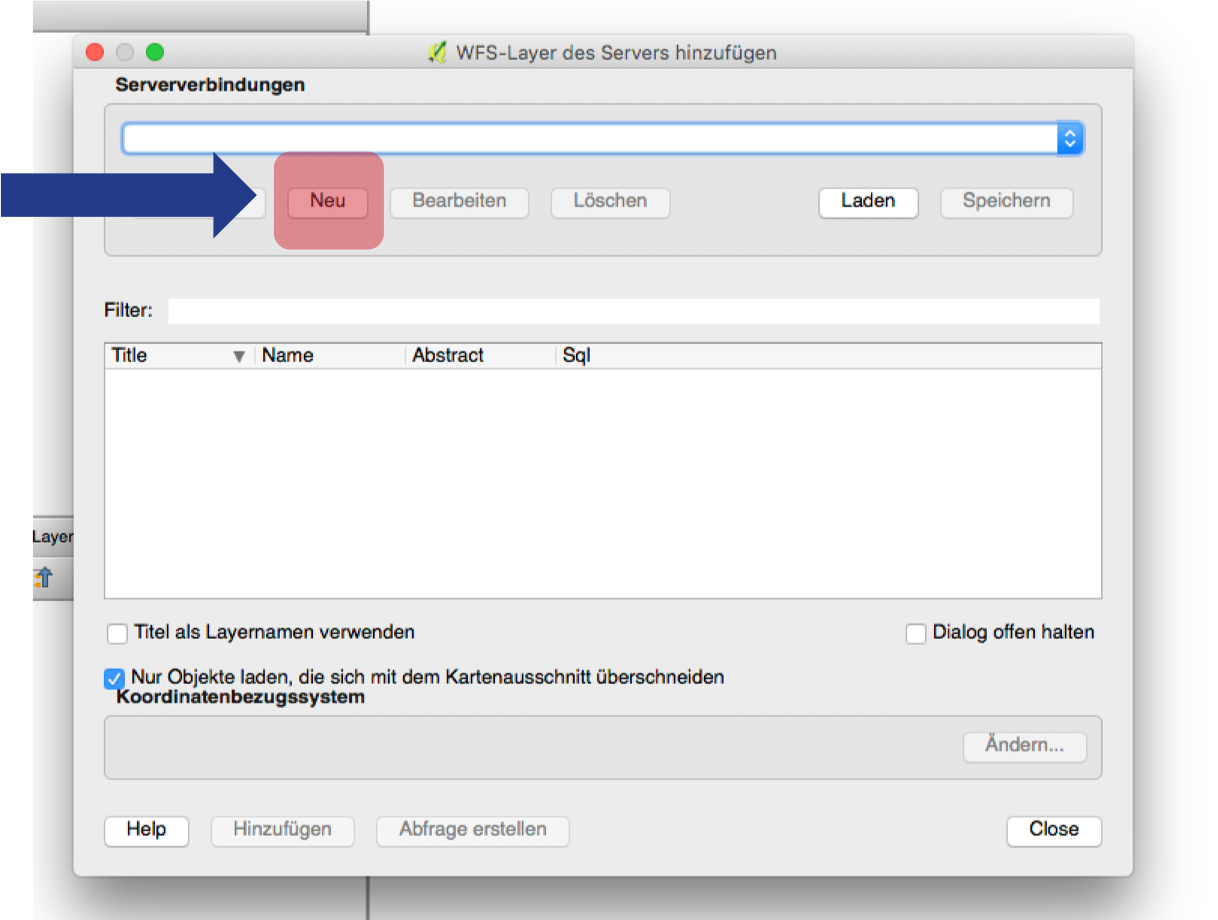 WFS-Layer des Servers hinzufügen
Serververbindungen
Neu Bearbeiten Löschen Laden Speichern
Filter:
Title Name Abstract Sql
Layer
Titel als Layernamen verwenden Dialog offen halten
Nur Objekte laden, die sich mit dem Kartenausschnitt überschneiden
Koordinatenbezugssystem
Ändern...
Help Hinzufügen Abfrage erstellen Close